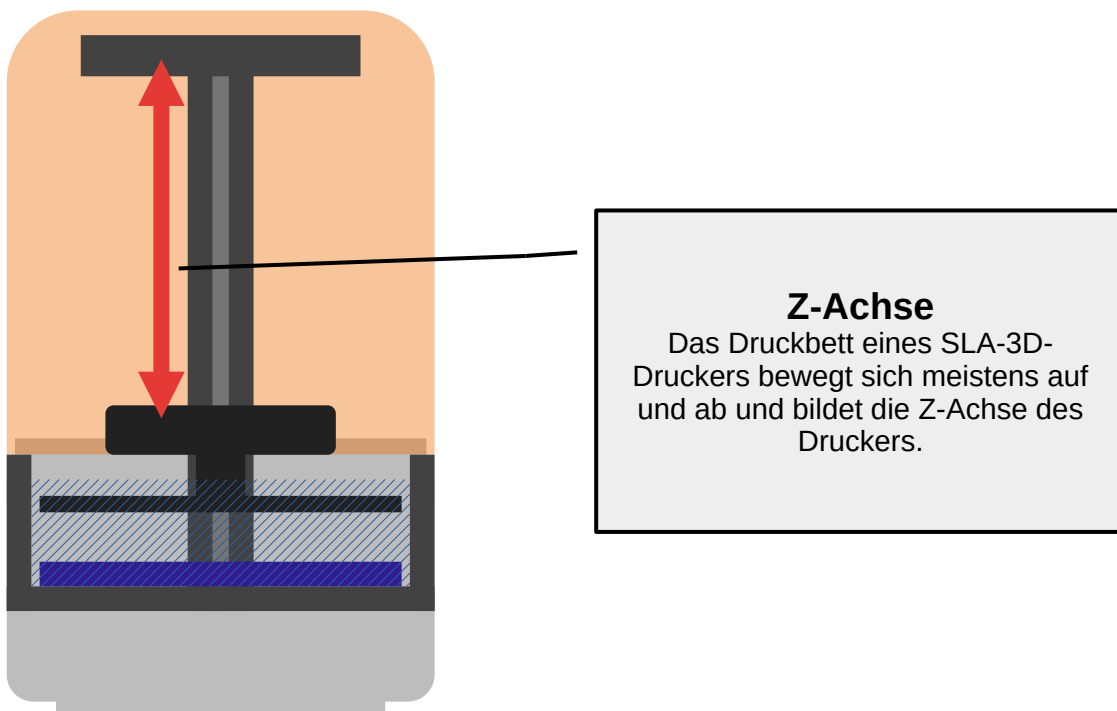 Z-Achse
Das Druckbett eines SLA-3D-
Druckers bewegt sich meistens auf
und ab und bildet die Z-Achse des
Druckers.